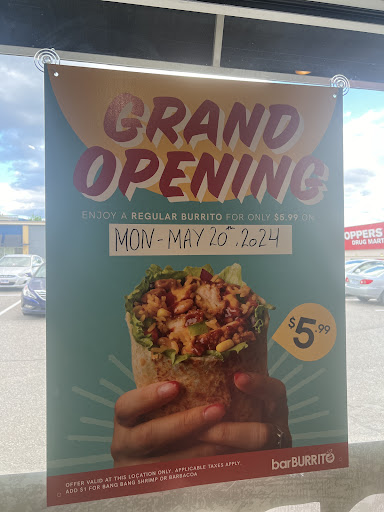 GRAND
OPENING
ENJOY A REGULAR BURRITO FOR ONLY $5.99 ON
MON - MAY 20th, 2024
$5.99
OFFER VALID AT THIS LOCATION ONLY. APPLICABLE TAXES APPLY.
ADD $1 FOR BANG BANG SHRIMP OR BARBACOA
barBURRITO
OPPERS
DRUG MART